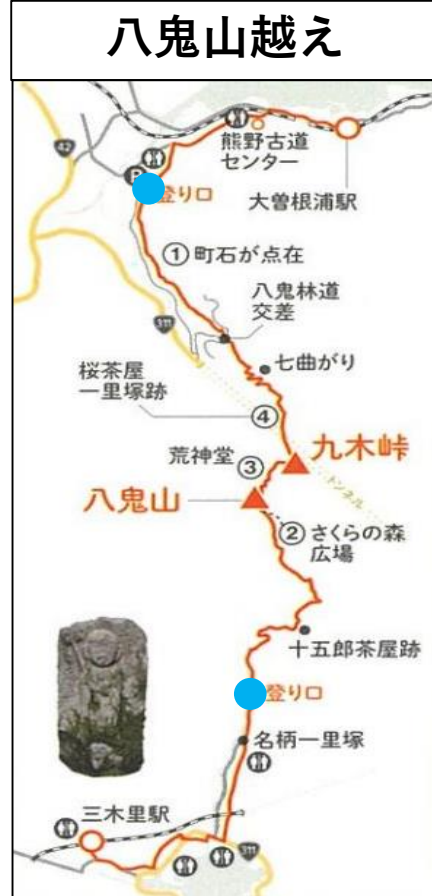 八鬼山越え
42
熊野古道
センター
P
登り口
大曽根浦駅
①町石が点在
八鬼林道
交差
311
七曲がり
桜茶屋
一里塚跡
④
九木峠
荒神堂
③
トンネル
八鬼山
②さくらの森
広場
十五郎茶屋跡
登り口
名柄一里塚
三木里駅
311